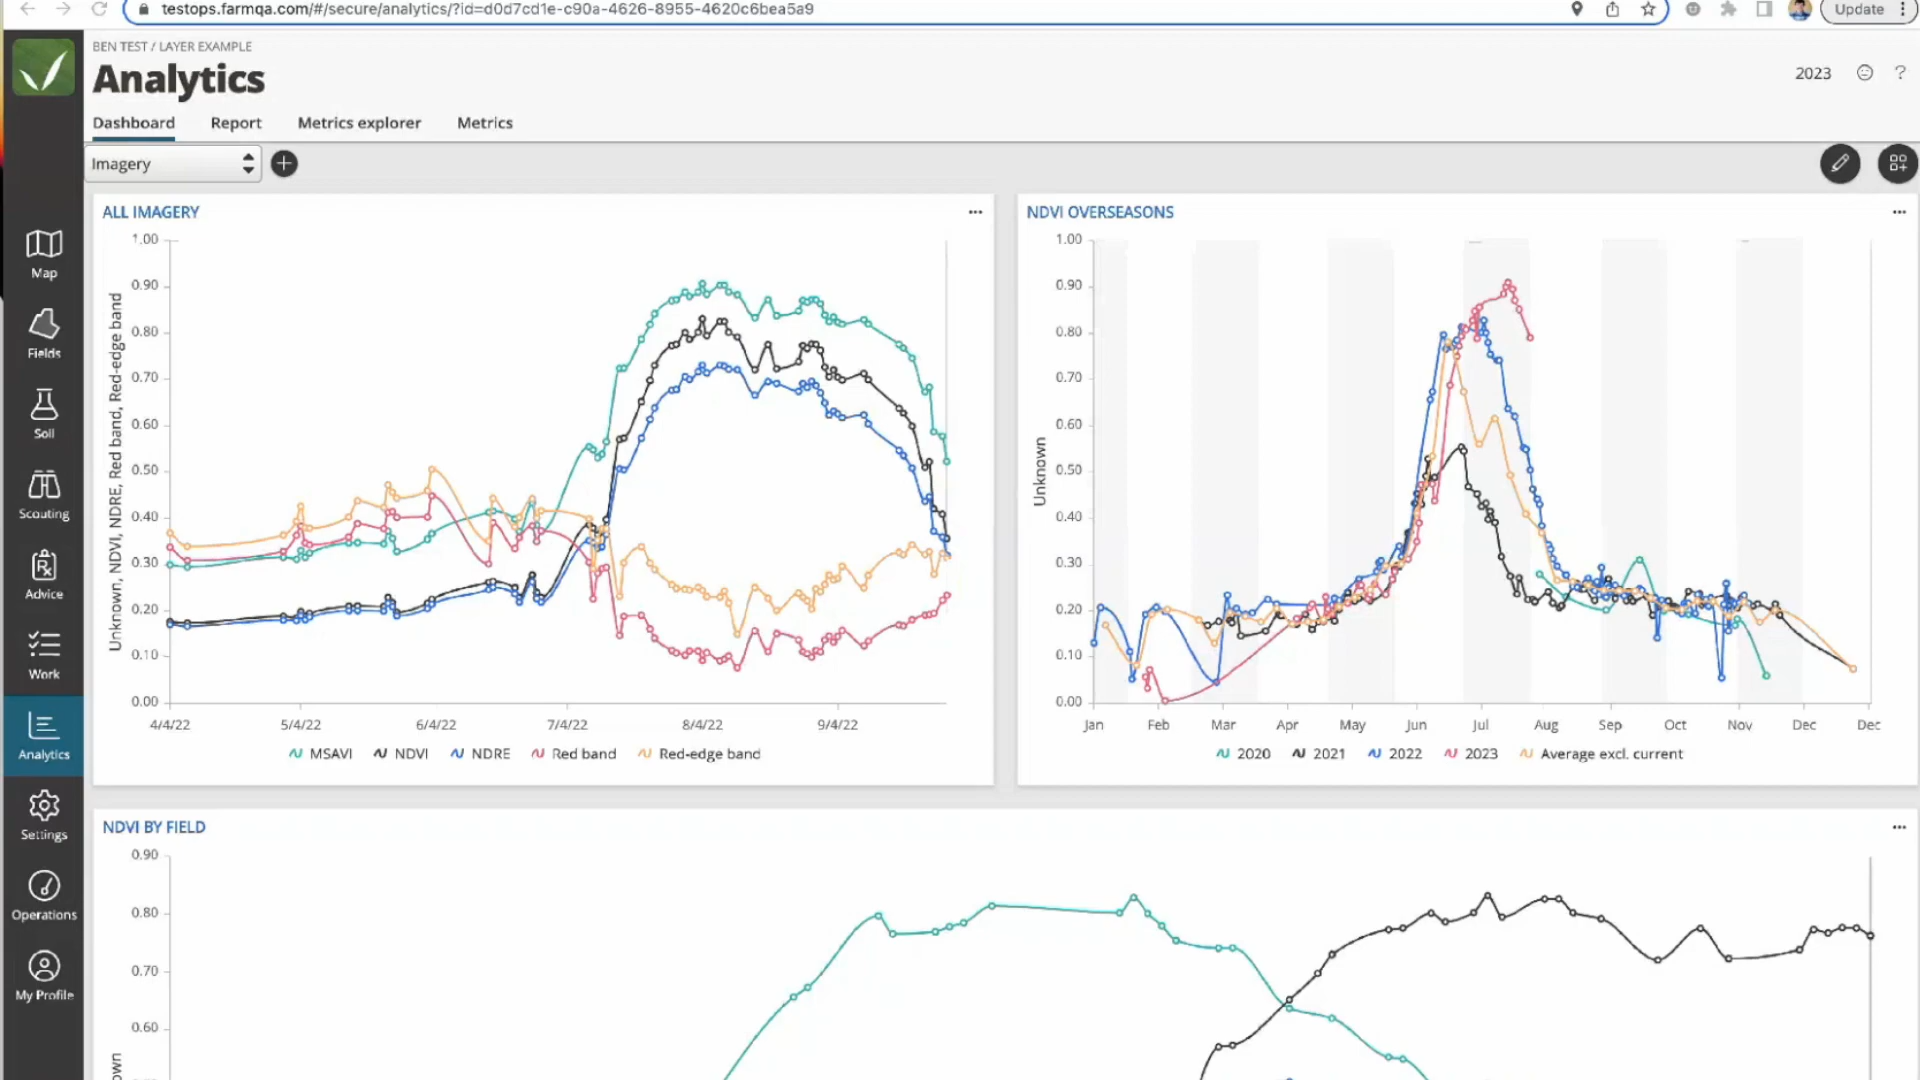 testops.farmqa.com/#/secure/analytics/?id=d0d7cd1e-c90a-4626-8955-4620c6bea5a9
Update
BEN TEST / LAYER EXAMPLE
Analytics
2023
?
Dashboard Report Metrics explorer Metrics
Imagery
Map
Fields
Soil
Scouting
Advice
Work
Analytics
Settings
Operations
My Profile
ALL IMAGERY
1.00
0.90
0.80
0.70
0.60
0.50
0.40
0.30
0.20
0.10
0.00
Unknown, NDVI, NDRE, Red band, Red-edge band
4/4/22 5/4/22 6/4/22 7/4/22 8/4/22 9/4/22
MSAVI NDVI NDRE Red band Red-edge band
NDVI OVERSEASONS
1.00
0.90
0.80
0.70
0.60
0.50
0.40
0.30
0.20
0.10
0.00
Unknown
Jan Feb Mar Apr May Jun Jul Aug Sep Oct Nov Dec Dec
2020 2021 2022 2023 Average excl. current
NDVI BY FIELD
0.90
0.80
0.70
0.60